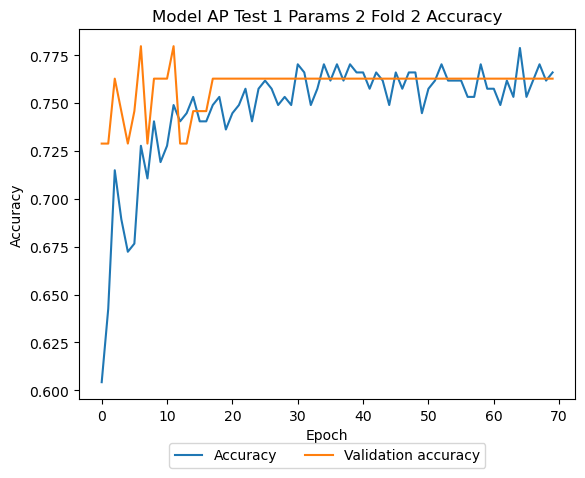 Model AP Test 1 Params 2 Fold 2 Accuracy
0.775
0.750
0.725
0.700
0.675
0.650
0.625
0.600
Accuracy
0 10 20 30 40 50 60 70
Epoch
Accuracy Validation accuracy